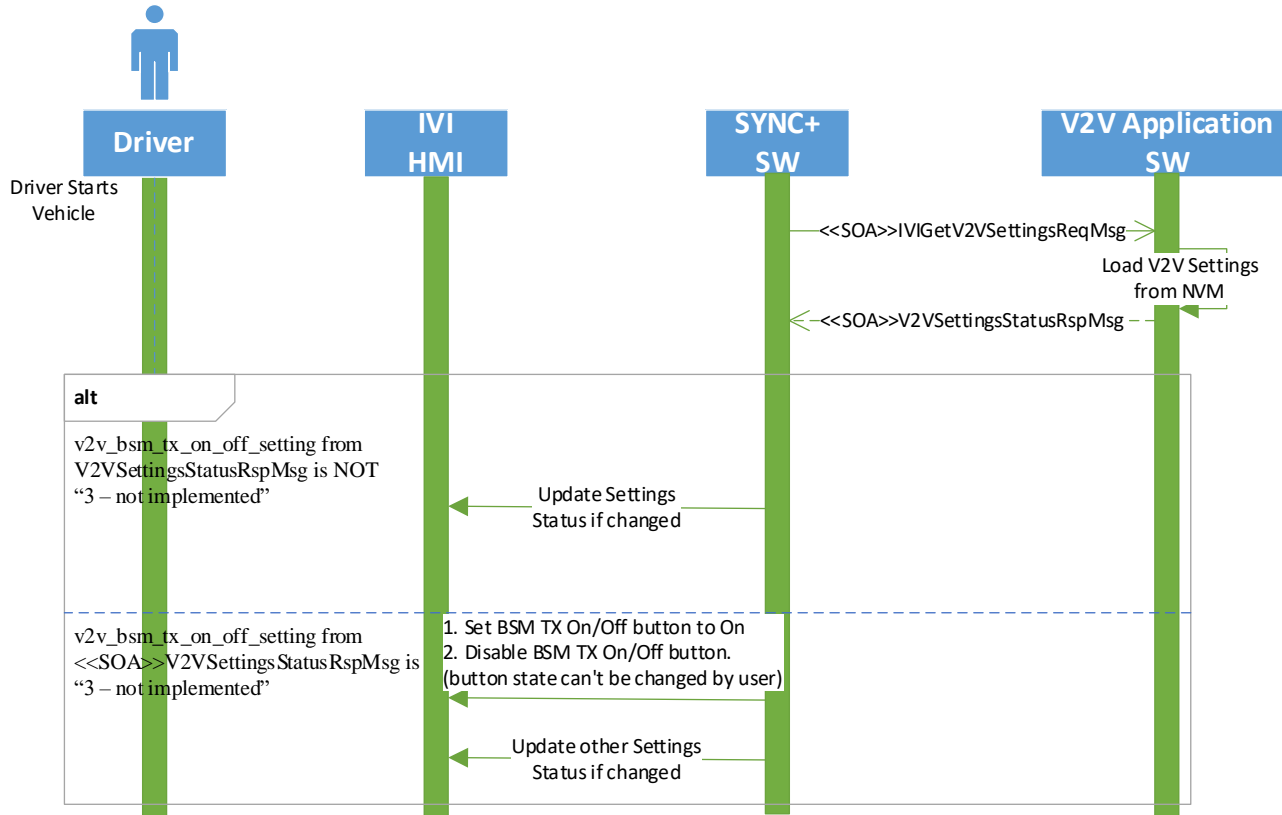 Driver
IVI
HMI
SYNC+
SW
V2V Application
SW
Driver Starts
Vehicle
<<SOA>>IVIGetV2VSettingsReqMsg
Load V2V Settings
from NVM
<<SOA>>V2VSettingsStatusRspMsg
alt
v2v_bsm_tx_on_off_setting from
V2VSettingsStatusRspMsg is NOT
“3 – not implemented”
Update Settings
Status if changed
v2v_bsm_tx_on_off_setting from
<<SOA>>V2VSettingsStatusRspMsg is
“3 – not implemented”
1. Set BSM TX On/Off button to On
2. Disable BSM TX On/Off button.
(button state can't be changed by user)
Update other Settings
Status if changed